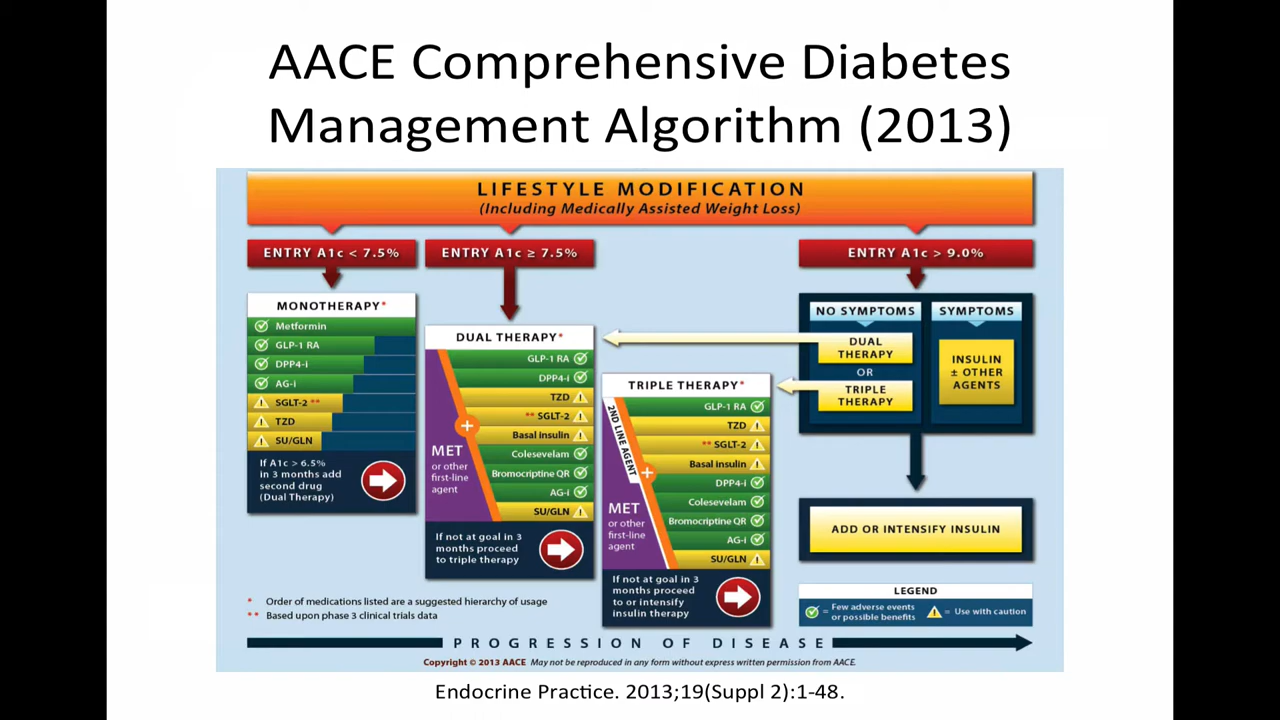 AACE Comprehensive Diabetes
Management Algorithm (2013)
LIFESTYLE MODIFICATION
(Including Medically Assisted Weight Loss)
ENTRY A1c < 7.5%
ENTRY A1c ≥ 7.5%
ENTRY A1c > 9.0%
MONOTHERAPY*
Metformin
GLP-1 RA
DPP4-i
AG-i
SGLT-2 **
TZD
SU/GLN
If A1c > 6.5%
in 3 months add
second drug
(Dual Therapy)
DUAL THERAPY*
GLP-1 RA
DPP4-i
TZD
** SGLT-2
Basal insulin
Colesevelam
Bromocriptine QR
AG-i
SU/GLN
+
MET
or other
first-line
agent
If not at goal in 3
months proceed
to triple therapy
TRIPLE THERAPY*
GLP-1 RA
TZD
** SGLT-2
Basal insulin
DPP4-i
Colesevelam
Bromocriptine QR
AG-i
SU/GLN
2ND LINE AGENT
+
MET
or other
first-line
agent
If not at goal in 3
months proceed
to or intensify
insulin therapy
NO SYMPTOMS
DUAL
THERAPY
OR
TRIPLE
THERAPY
SYMPTOMS
INSULIN
± OTHER
AGENTS
ADD OR INTENSIFY INSULIN
LEGEND
= Few adverse events
or possible benefits
= Use with caution
* Order of medications listed are a suggested hierarchy of usage
** Based upon phase 3 clinical trials data
PROGRESSION OF DISEASE
Copyright © 2013 AACE May not be reproduced in any form without express written permission from AACE.
Endocrine Practice. 2013;19(Suppl 2):1-48.